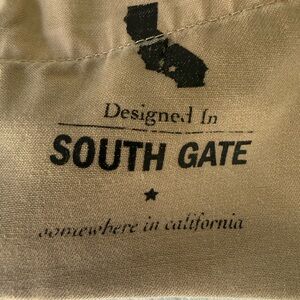 Designed In
SOUTH GATE
somewhere in california